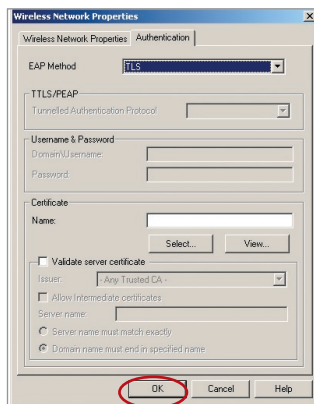 Wireless Network Properties
Wireless Network Properties Authentication
EAP Method TLS
TTLS/PEAP
Tunnelled Authentication Protocol
Username & Password
Domain\Username:
Password:
Certificate
Name:
Select... View...
Validate server certificate
Issuer: - Any Trusted CA -
Allow Intermediate certificates
Server name:
Server name must match exactly
Domain name must end in specified name
OK Cancel Help